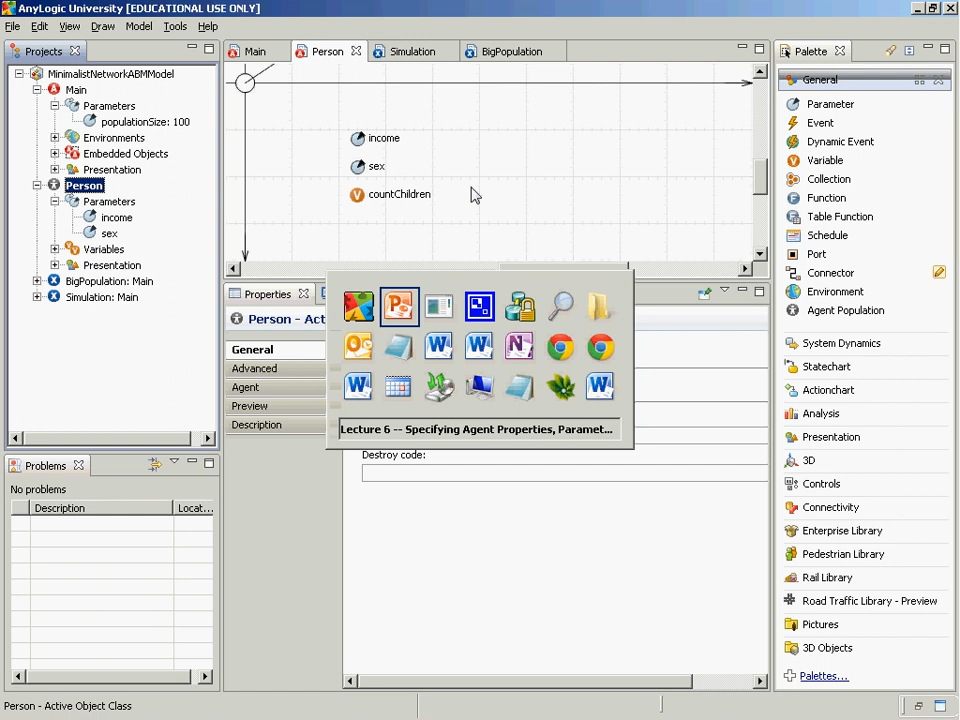 AnyLogic University [EDUCATIONAL USE ONLY]
File Edit View Draw Model Tools Help
Projects
MinimalistNetworkABMModel
Main
Parameters
populationSize: 100
Environments
Embedded Objects
Presentation
Person
Parameters
income
sex
Variables
Presentation
BigPopulation: Main
Simulation: Main
Problems
No problems
Description Locat...
Main Person Simulation BigPopulation
income
sex
V countChildren
Properties
Person - Act
General
Advanced
Agent
Preview
Description
Lecture 6 -- Specifying Agent Properties, Paramet...
Destroy code:
Palette
General
Parameter
Event
Dynamic Event
Variable
Collection
Function
Table Function
Schedule
Port
Connector
Environment
Agent Population
System Dynamics
Statechart
Actionchart
Analysis
Presentation
3D
Controls
Connectivity
Enterprise Library
Pedestrian Library
Rail Library
Road Traffic Library - Preview
Pictures
3D Objects
Palettes...
Person - Active Object Class